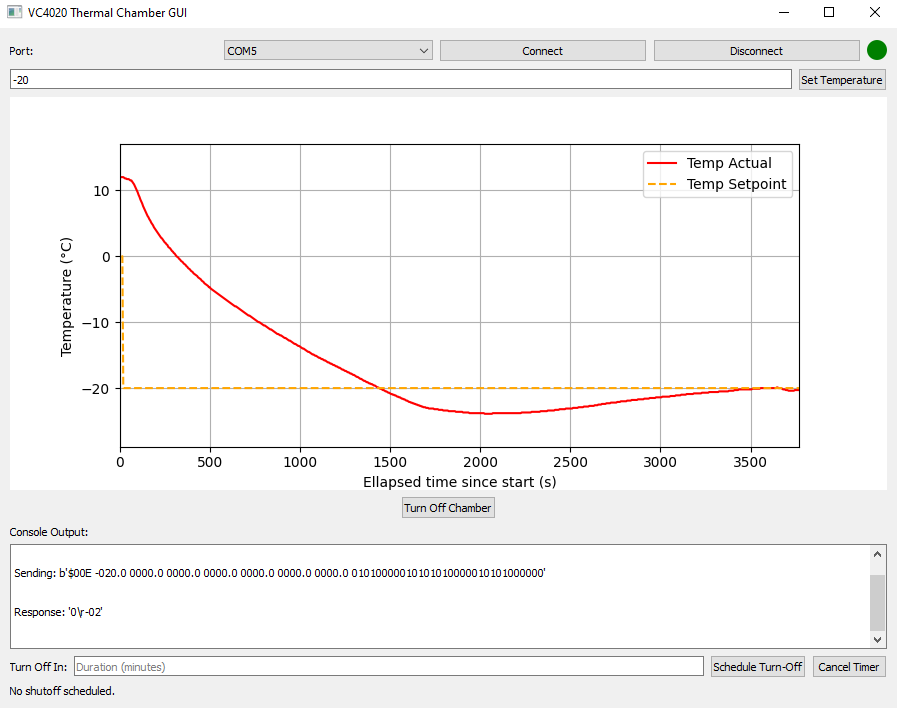 VC4020 Thermal Chamber GUI
Port:
COM5
Connect
Disconnect
-20
Set Temperature
Temp Actual
Temp Setpoint
10
0
−10
−20
Temperature (°C)
0 500 1000 1500 2000 2500 3000 3500
Ellapsed time since start (s)
Turn Off Chamber
Console Output:
Sending: b'$00E -020.0 0000.0 0000.0 0000.0 0000.0 0000.0 0000.0 01010000010101010000010101000000'
Response: '0\r-02'
Turn Off In:
Duration (minutes)
Schedule Turn-Off
Cancel Timer
No shutoff scheduled.